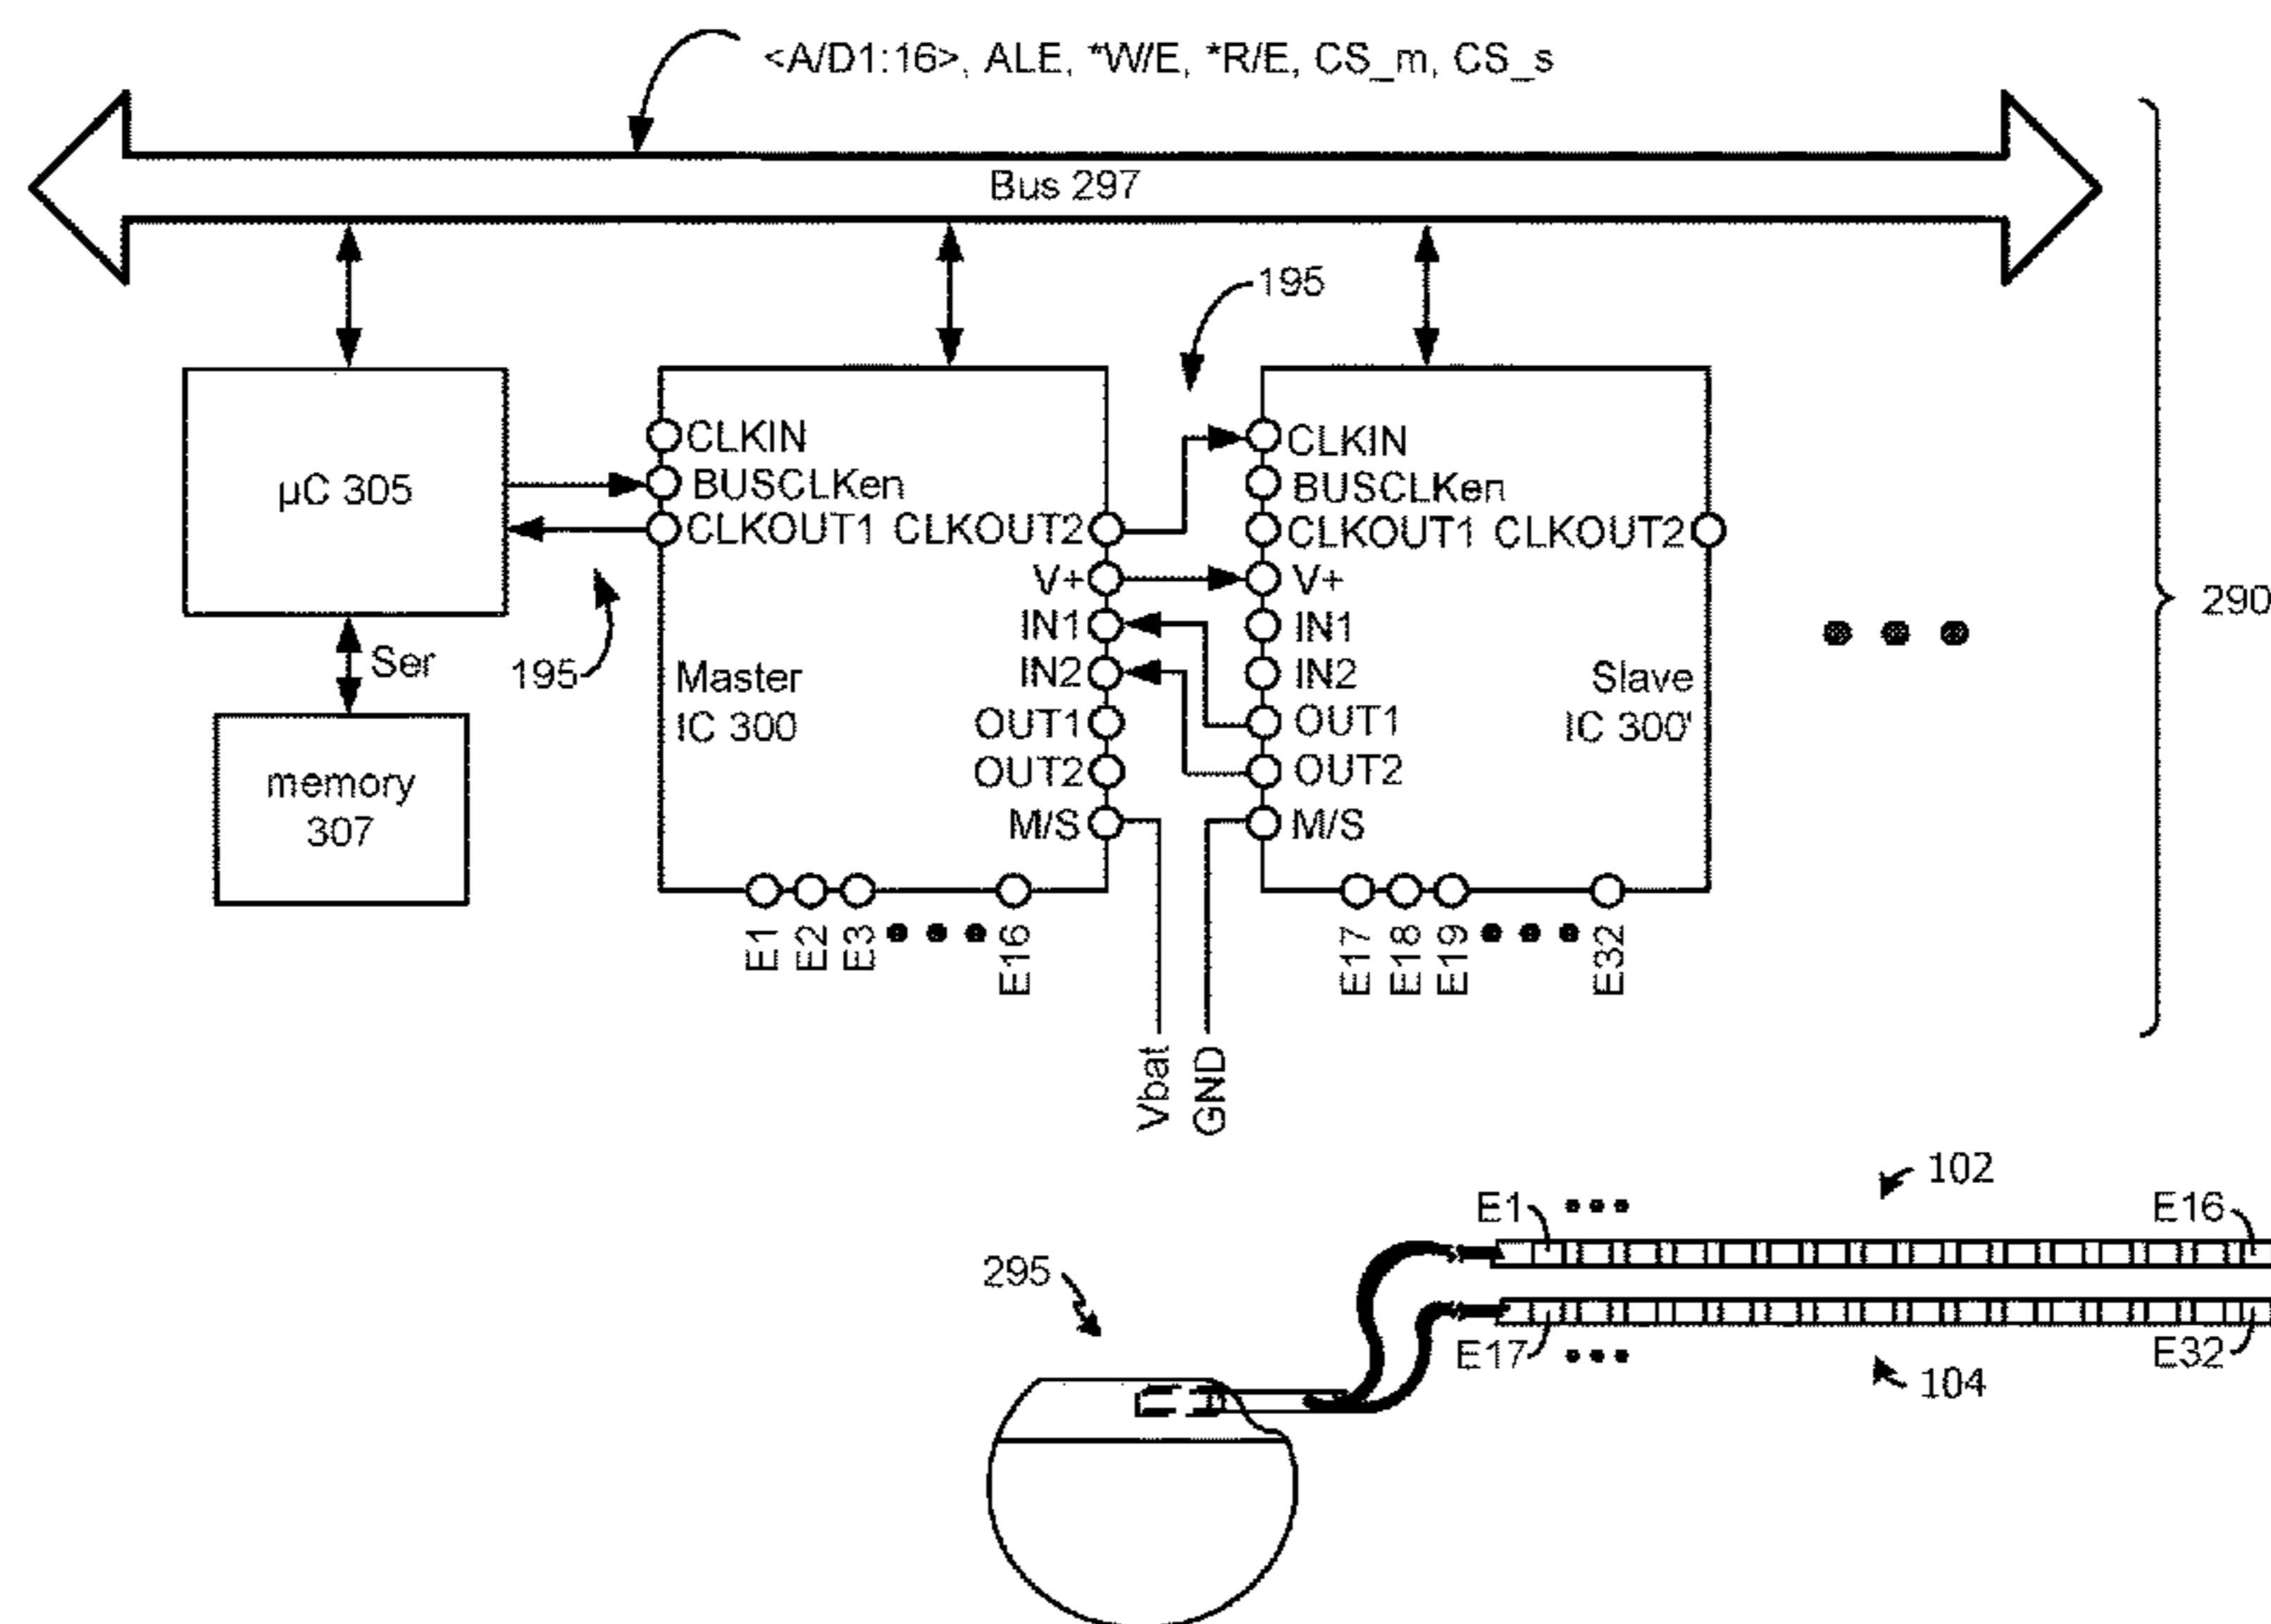 <A/D1:16>, ALE, *W/E, *R/E, CS_m, CS_s
Bus 297
195
290
µC 305
Ser
memory
307
195
CLKIN
BUSCLKen
CLKOUT1 CLKOUT2
V+
IN1
IN2
OUT1
OUT2
M/S
Master
IC 300
E1
E2
E3
E16
CLKIN
BUSCLKen
CLKOUT1 CLKOUT2
V+
IN1
IN2
OUT1
OUT2
M/S
Slave
IC 300'
E17
E18
E19
E32
Vbat
GND
102
E1
E16
295
E17
E32
104